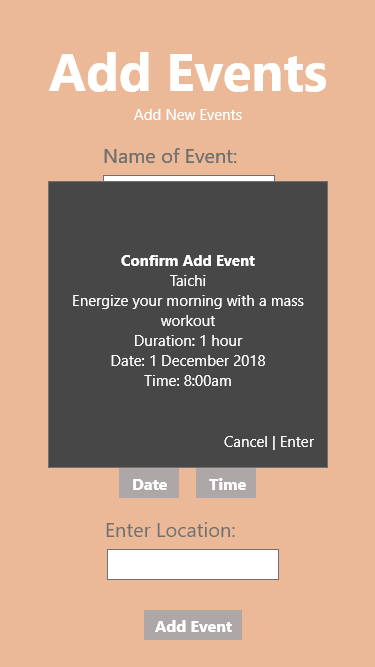 Add Events
Add New Events
Name of Event:
Confirm Add Event
Taichi
Energize your morning with a mass
workout
Duration: 1 hour
Date: 1 December 2018
Time: 8:00am
Cancel | Enter
Date Time
Enter Location:
Add Event